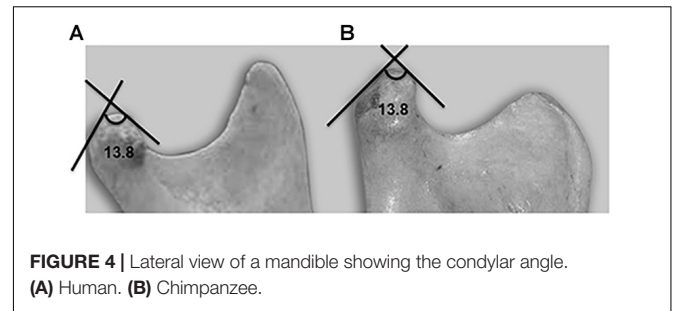 A B
13.8 13.8
FIGURE 4 | Lateral view of a mandible showing the condylar angle.
(A) Human. (B) Chimpanzee.